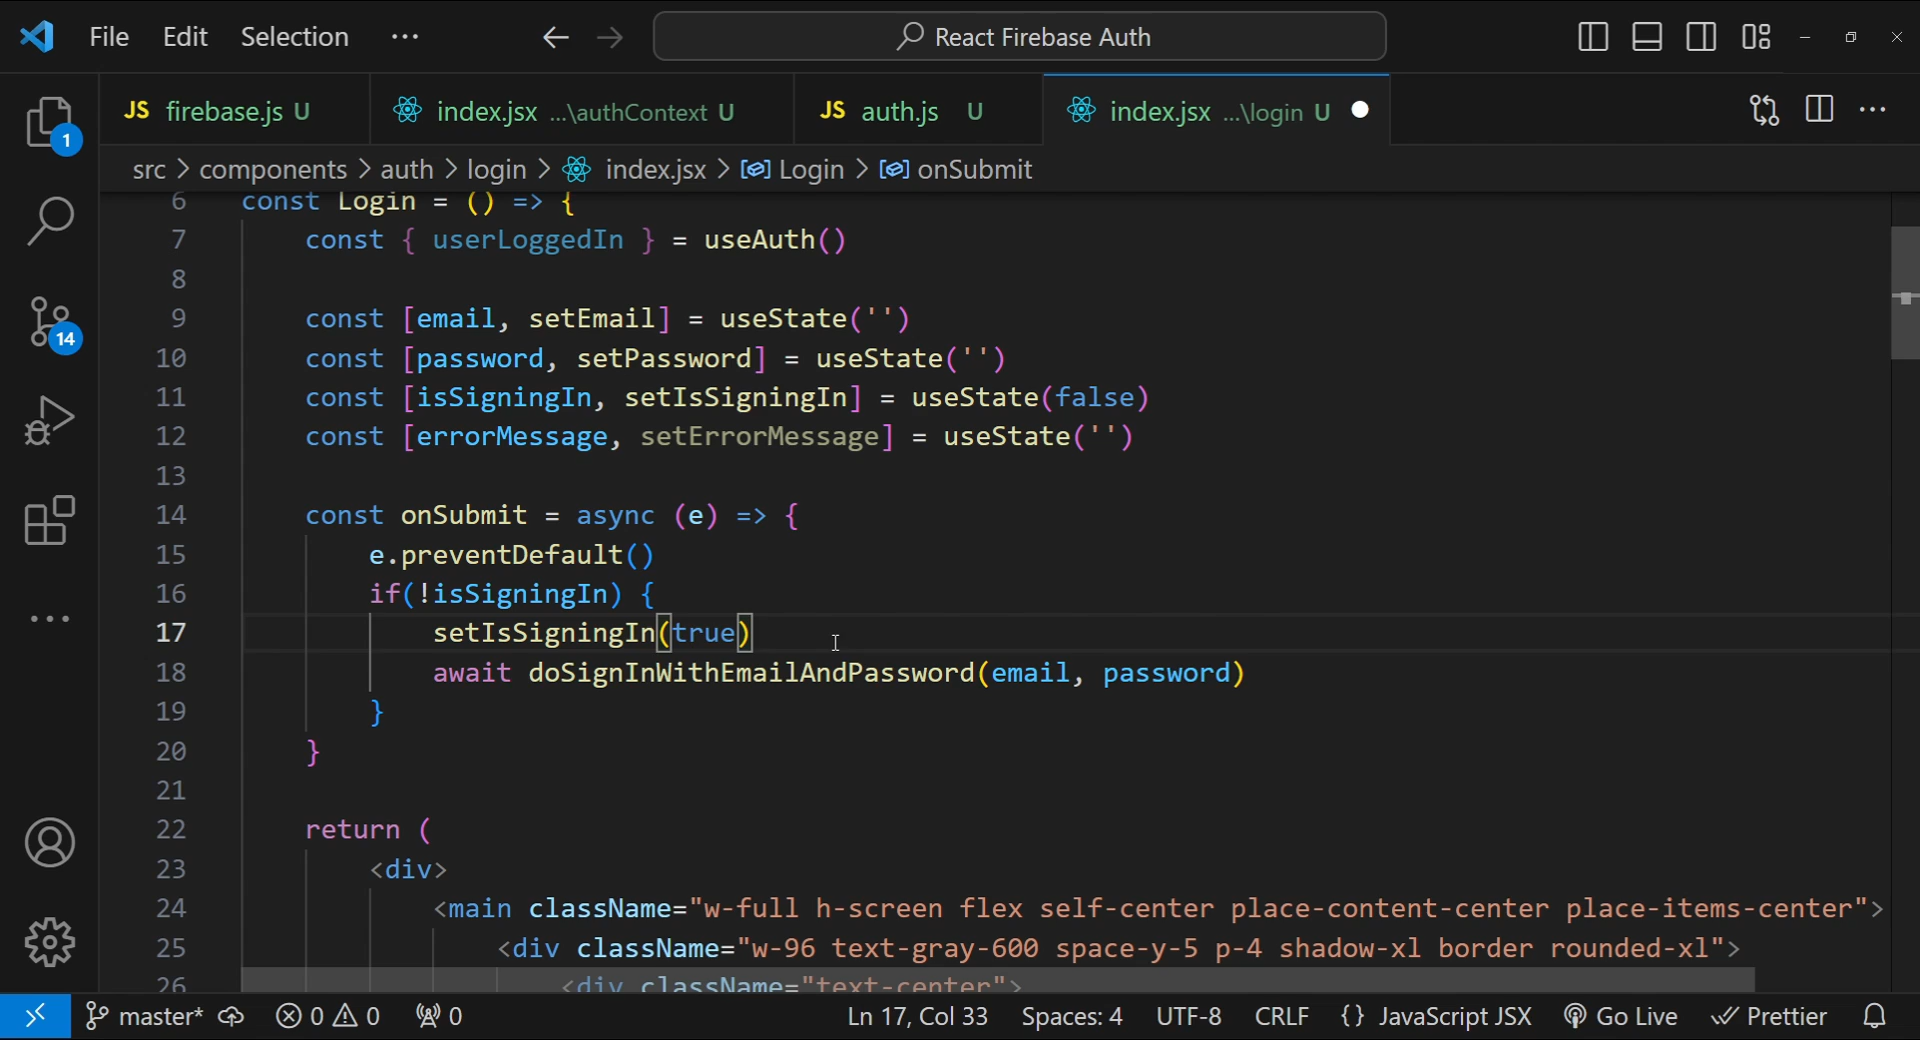 File Edit Selection ··· React Firebase Auth
JS firebase.js U index.jsx ...\authContext U JS auth.js U index.jsx ...\login U
src > components > auth > login > index.jsx > Login > onSubmit
1
14
6 const Login = () => {
7 const { userLoggedIn } = useAuth()
8
9 const [email, setEmail] = useState('')
10 const [password, setPassword] = useState('')
11 const [isSigningIn, setIsSigningIn] = useState(false)
12 const [errorMessage, setErrorMessage] = useState('')
13
14 const onSubmit = async (e) => {
15 e.preventDefault()
16 if(!isSigningIn) {
17 setIsSigningIn(true)
18 await doSignInWithEmailAndPassword(email, password)
19 }
20 }
21
22 return (
23 <div>
24 <main className="w-full h-screen flex self-center place-content-center place-items-center">
25 <div className="w-96 text-gray-600 space-y-5 p-4 shadow-xl border rounded-xl">
26 <div className="text-center">
master* 0 0 0 Ln 17, Col 33 Spaces: 4 UTF-8 CRLF {} JavaScript JSX Go Live Prettier